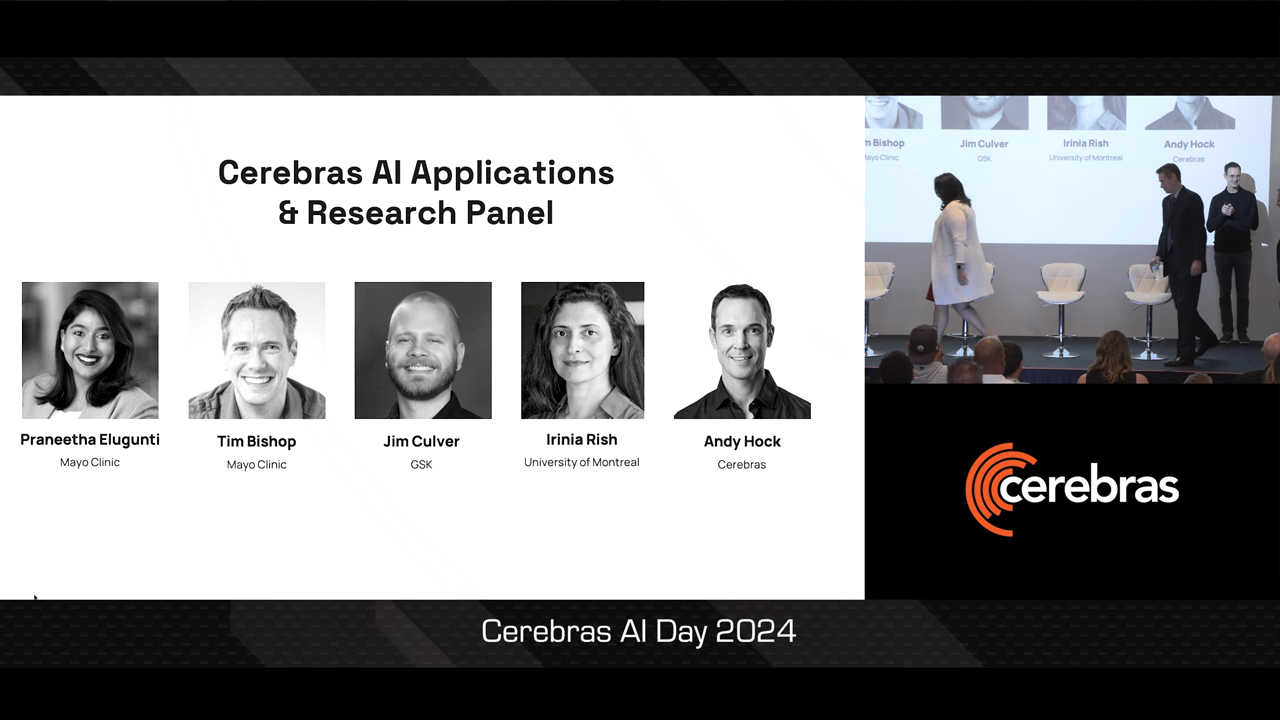 Cerebras AI Applications
& Research Panel
Praneetha Elugunti
Mayo Clinic
Tim Bishop
Mayo Clinic
Jim Culver
GSK
Irinia Rish
University of Montreal
Andy Hock
Cerebras
m Bishop
Mayo Clinic
Jim Culver
GSK
Irinia Rish
University of Montreal
Andy Hock
Cerebras
cerebras
Cerebras AI Day 2024